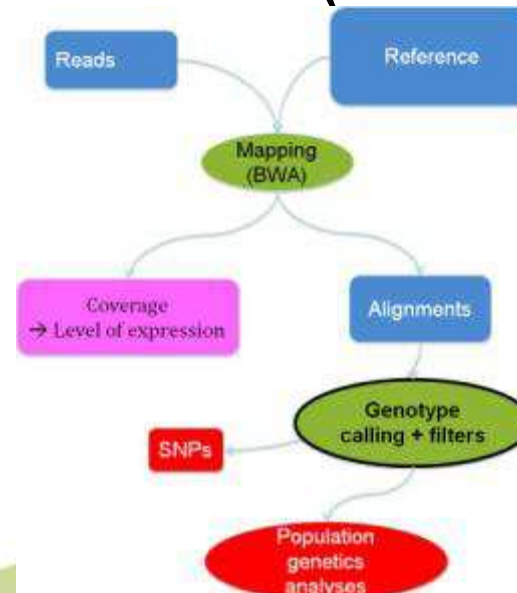 Reads
Reference
Mapping
(BWA)
Coverage
→ Level of expression
Alignments
Genotype
calling + filters
SNPs
Population
genetics
analyses